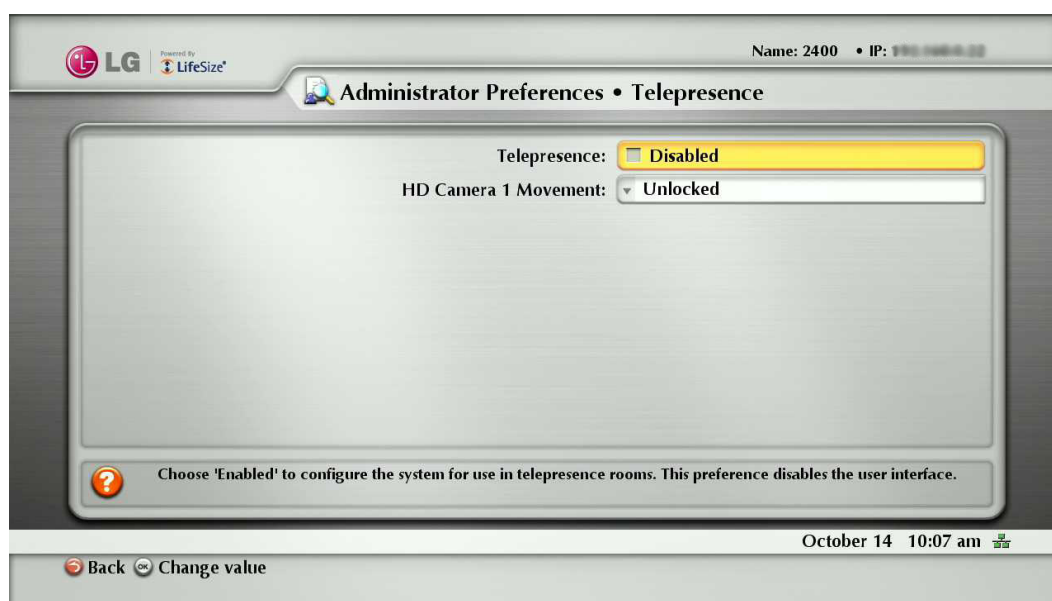 LG Powered By LifeSize
Name: 2400 • IP:
Administrator Preferences • Telepresence
Telepresence: Disabled
HD Camera 1 Movement: Unlocked
Choose 'Enabled' to configure the system for use in telepresence rooms. This preference disables the user interface.
October 14 10:07 am
Back OK Change value